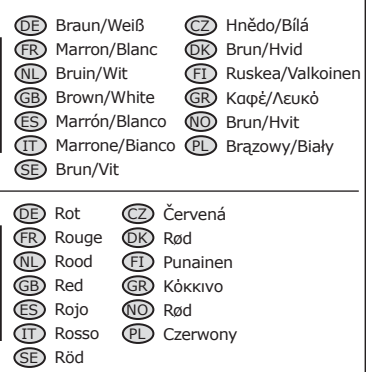 DE Braun/Weiß
FR Marron/Blanc
NL Bruin/Wit
GB Brown/White
ES Marrón/Blanco
IT Marrone/Bianco
SE Brun/Vit
CZ Hnědo/Bílá
DK Brun/Hvid
FI Ruskea/Valkoinen
GR Καφέ/Λευκό
NO Brun/Hvit
PL Brązowy/Biały
DE Rot
FR Rouge
NL Rood
GB Red
ES Rojo
IT Rosso
SE Röd
CZ Červená
DK Rød
FI Punainen
GR Κόκκινο
NO Rød
PL Czerwony